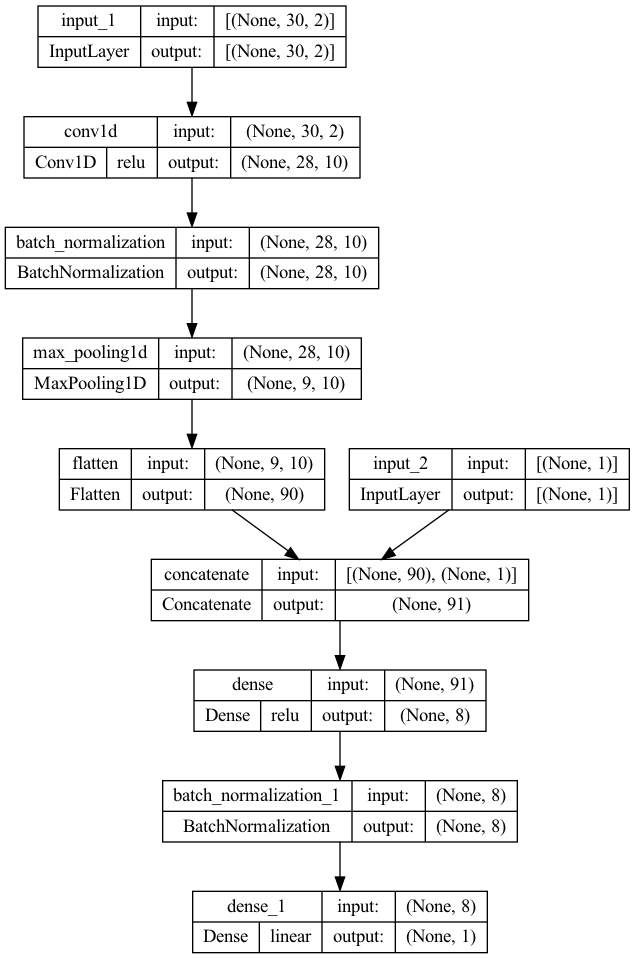 input_1 input: [(None, 30, 2)]
InputLayer output: [(None, 30, 2)]
conv1d input: (None, 30, 2)
Conv1D relu output: (None, 28, 10)
batch_normalization input: (None, 28, 10)
BatchNormalization output: (None, 28, 10)
max_pooling1d input: (None, 28, 10)
MaxPooling1D output: (None, 9, 10)
flatten input: (None, 9, 10)
Flatten output: (None, 90)
input_2 input: [(None, 1)]
InputLayer output: [(None, 1)]
concatenate input: [(None, 90), (None, 1)]
Concatenate output: (None, 91)
dense input: (None, 91)
Dense relu output: (None, 8)
batch_normalization_1 input: (None, 8)
BatchNormalization output: (None, 8)
dense_1 input: (None, 8)
Dense linear output: (None, 1)